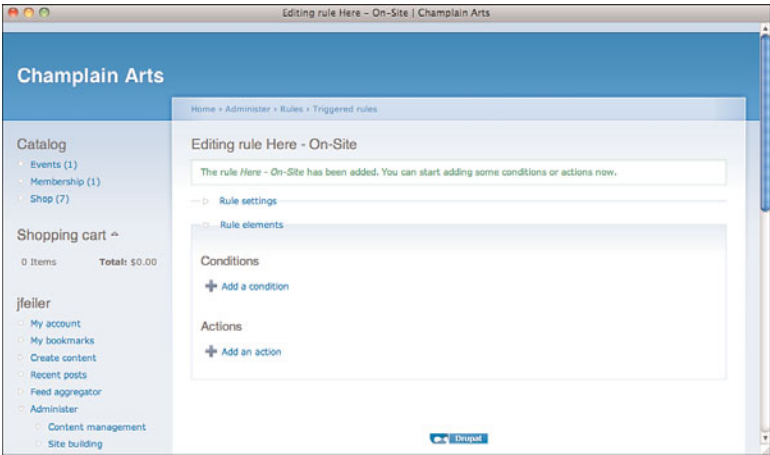 Editing rule Here – On-Site | Champlain Arts
Champlain Arts
Home › Administer › Rules › Triggered rules
Catalog
Events (1)
Membership (1)
Shop (7)
Shopping cart
0 Items Total: $0.00
jfeiler
My account
My bookmarks
Create content
Recent posts
Feed aggregator
Administer
Content management
Site building
Editing rule Here - On-Site
The rule Here - On-Site has been added. You can start adding some conditions or actions now.
Rule settings
Rule elements
Conditions
Add a condition
Actions
Add an action
Drupal